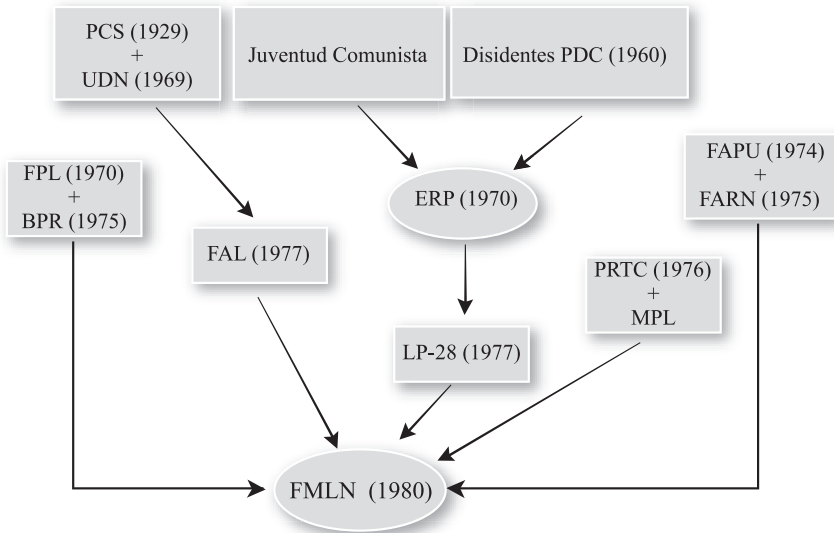 PCS (1929)
+
UDN (1969)
Juventud Comunista
Disidentes PDC (1960)
FPL (1970)
+
BPR (1975)
FAL (1977)
ERP (1970)
FAPU (1974)
+
FARN (1975)
PRTC (1976)
+
MPL
LP-28 (1977)
FMLN (1980)